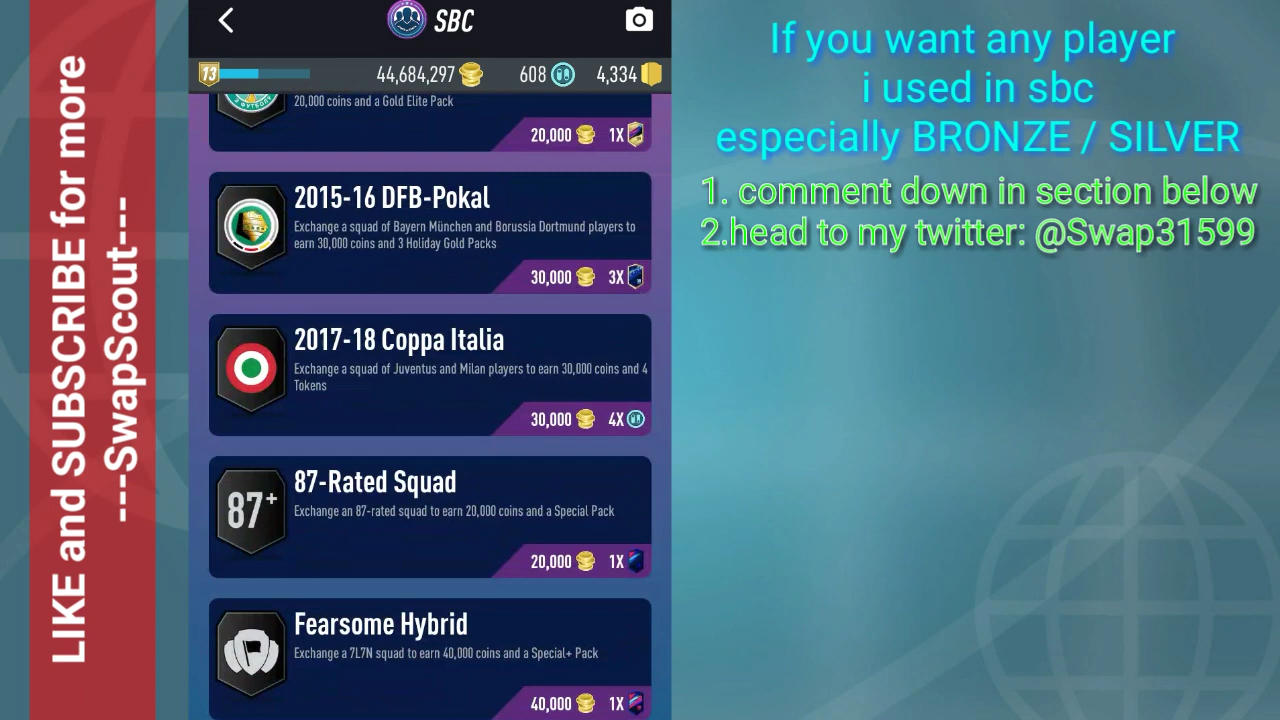 LIKE and SUBSCRIBE for more
---SwapScout---
SBC
13
44,684,297
608
4,334
20,000 coins and a Gold Elite Pack
20,000 1X
2015-16 DFB-Pokal
Exchange a squad of Bayern München and Borussia Dortmund players to
earn 30,000 coins and 3 Holiday Gold Packs
30,000 3X
2017-18 Coppa Italia
Exchange a squad of Juventus and Milan players to earn 30,000 coins and 4
Tokens
30,000 4X
87+
87-Rated Squad
Exchange an 87-rated squad to earn 20,000 coins and a Special Pack
20,000 1X
Fearsome Hybrid
Exchange a 7L7N squad to earn 40,000 coins and a Special+ Pack
40,000 1X
If you want any player
i used in sbc
especially BRONZE / SILVER
1. comment down in section below
2.head to my twitter: @Swap31599